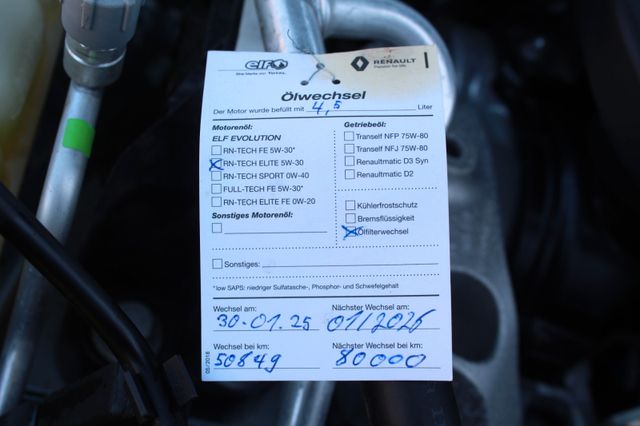 elf RENAULT
Ölwechsel
Der Motor wurde befüllt mit 4,5 Liter
Motorenöl:
ELF EVOLUTION
RN-TECH FE 5W-30*
RN-TECH ELITE 5W-30
RN-TECH SPORT 0W-40
FULL-TECH FE 5W-30*
RN-TECH ELITE FE 0W-20
Sonstiges Motorenöl:
Getriebeöl:
Tranself NFP 75W-80
Tranself NFJ 75W-80
Renaultmatic D3 Syn
Renaultmatic D2
Kühlerfrostschutz
Bremsflüssigkeit
Ölfilterwechsel
Sonstiges:
*low SAPS: niedriger Sulfatasche-, Phosphor- und Schwefelgehalt
Wechsel am: Nächster Wechsel am:
30.01.25 01/2026
Wechsel bei km: Nächster Wechsel bei km:
50849 80000